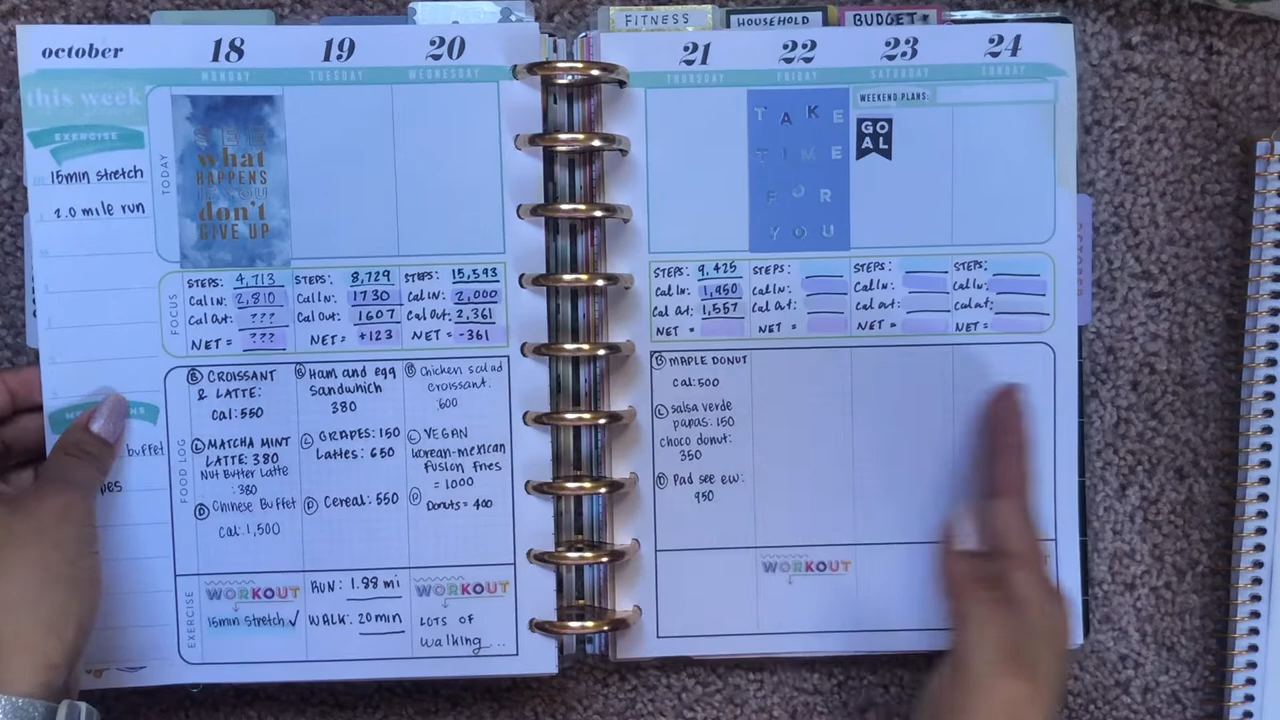 FITNESS
HOUSEHOLD
BUDGET
october
18
19
20
MONDAY
TUESDAY
WEDNESDAY
this week
EXERCISE
15min stretch
2.0 mile run
buffet
TODAY
SEE
what
HAPPENS
IF YOU
don't
GIVE UP
FOCUS
STEPS: 4,713
Cal In: 2,810
Cal Out: ???
NET = ???
STEPS: 8,729
Cal In: 1730
Cal Out: 1607
NET = +123
STEPS: 15,593
Cal In: 2,000
Cal Out: 2,361
NET = -361
FOOD LOG
B CROISSANT
& LATTE:
Cal: 550
L MATCHA MINT
LATTE: 380
Nut Butter Latte
: 380
D Chinese Buffet
Cal: 1,500
B Ham and egg
Sandwhich
380
L GRAPES: 150
Lattes: 650
D Cereal: 550
B Chicken salad
croissant:
:600
L VEGAN
korean-mexican
fusion fries
= 1000
D
Donuts = 400
EXERCISE
WORKOUT
15min stretch ✓
RUN: 1.88 mi
WALK: 20min
WORKOUT
LOTS OF
walking...
21
22
23
24
THURSDAY
FRIDAY
SATURDAY
SUNDAY
TAKE
TIME
FOR
YOU
WEEKEND PLANS:
GO
AL
STEPS: 9,425
Cal In: 1,950
Cal Out: 1,557
NET =
STEPS:
Cal In:
Cal Out:
NET =
STEPS:
Cal In:
Cal Out:
NET =
STEPS:
Cal In:
Cal out:
NET =
B MAPLE DONUT
Cal: 500
L salsa verde
papas: 150
choco donut:
350
D Pad see ew:
950
WORKOUT
OCTOBER